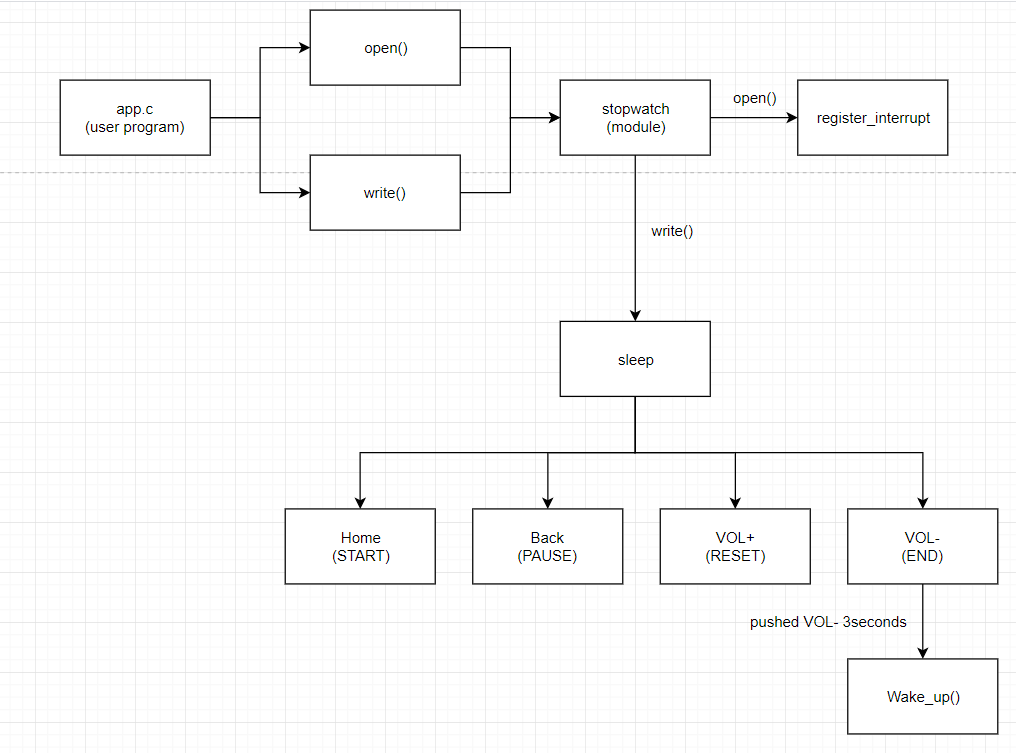 open()
app.c
(user program)
stopwatch
(module)
open()
register_interrupt
write()
write()
sleep
Home
(START)
Back
(PAUSE)
VOL+
(RESET)
VOL-
(END)
pushed VOL- 3seconds
Wake_up()